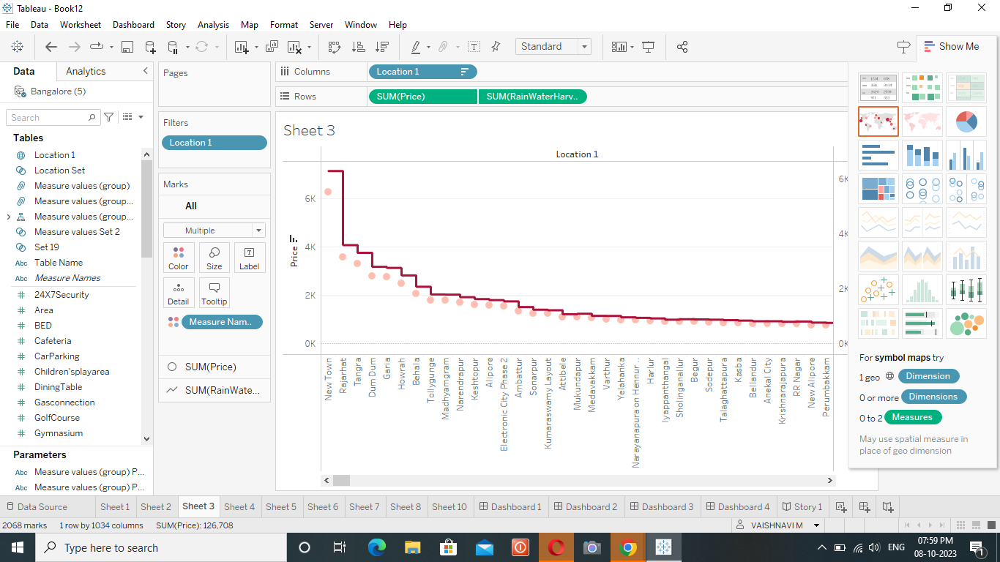 Tableau - Book12
File Data Worksheet Dashboard Story Analysis Map Format Server Window Help
Standard
Show Me
Data Analytics
Bangalore (5)
Search
Tables
Location 1
Location Set
Measure values (group)
Measure values (group...
Measure values (group...
Measure values Set 2
Set 19
Abc Table Name
Abc Measure Names
24X7Security
Area
BED
Cafeteria
CarParking
Children'splayarea
DiningTable
Gasconnection
GolfCourse
Gymnasium
Parameters
Abc Measure values (group) P...
Abc Measure values (group) P...
Pages
Filters
Location 1
Marks
All
Multiple
Color Size Label
Detail Tooltip
Measure Nam..
SUM(Price)
SUM(RainWate...
Columns Location 1
Rows SUM(Price) SUM(RainWaterHarv..
Sheet 3
Location 1
Price
6K
4K
2K
0K
6K
4K
2K
0K
New Town
Rajarhat
Tangra
Dum Dum
Garia
Howrah
Behala
Tollygunge
Madhyamgram
Narendrapur
Keshtopur
Alipore
Electronic City Phase 2
Ambattur
Sonarpur
Kumaraswamy Layout
Attibele
Mukundapur
Medavakkam
Varthur
Yelahanka
Narayanapura on Hennur ..
Harlur
Iyappanthangal
Sholinganallur
Begur
Sodepur
Talaghattapura
Kasba
Bellandur
Anekal City
Krishnarajapura
RR Nagar
New Alipore
Perumbakkam
For symbol maps try
1 geo Dimension
0 or more Dimensions
0 to 2 Measures
May use spatial measure in
place of geo dimension
Data Source Sheet 1 Sheet 2 Sheet 3 Sheet 4 Sheet 5 Sheet 6 Sheet 7 Sheet 8 Sheet 10 Dashboard 1 Dashboard 2 Dashboard 3 Dashboard 4 Story 1
2068 marks 1 row by 1034 columns SUM(Price): 126,708 VAISHNAVI M
Type here to search
ENG
07:59 PM
08-10-2023
1